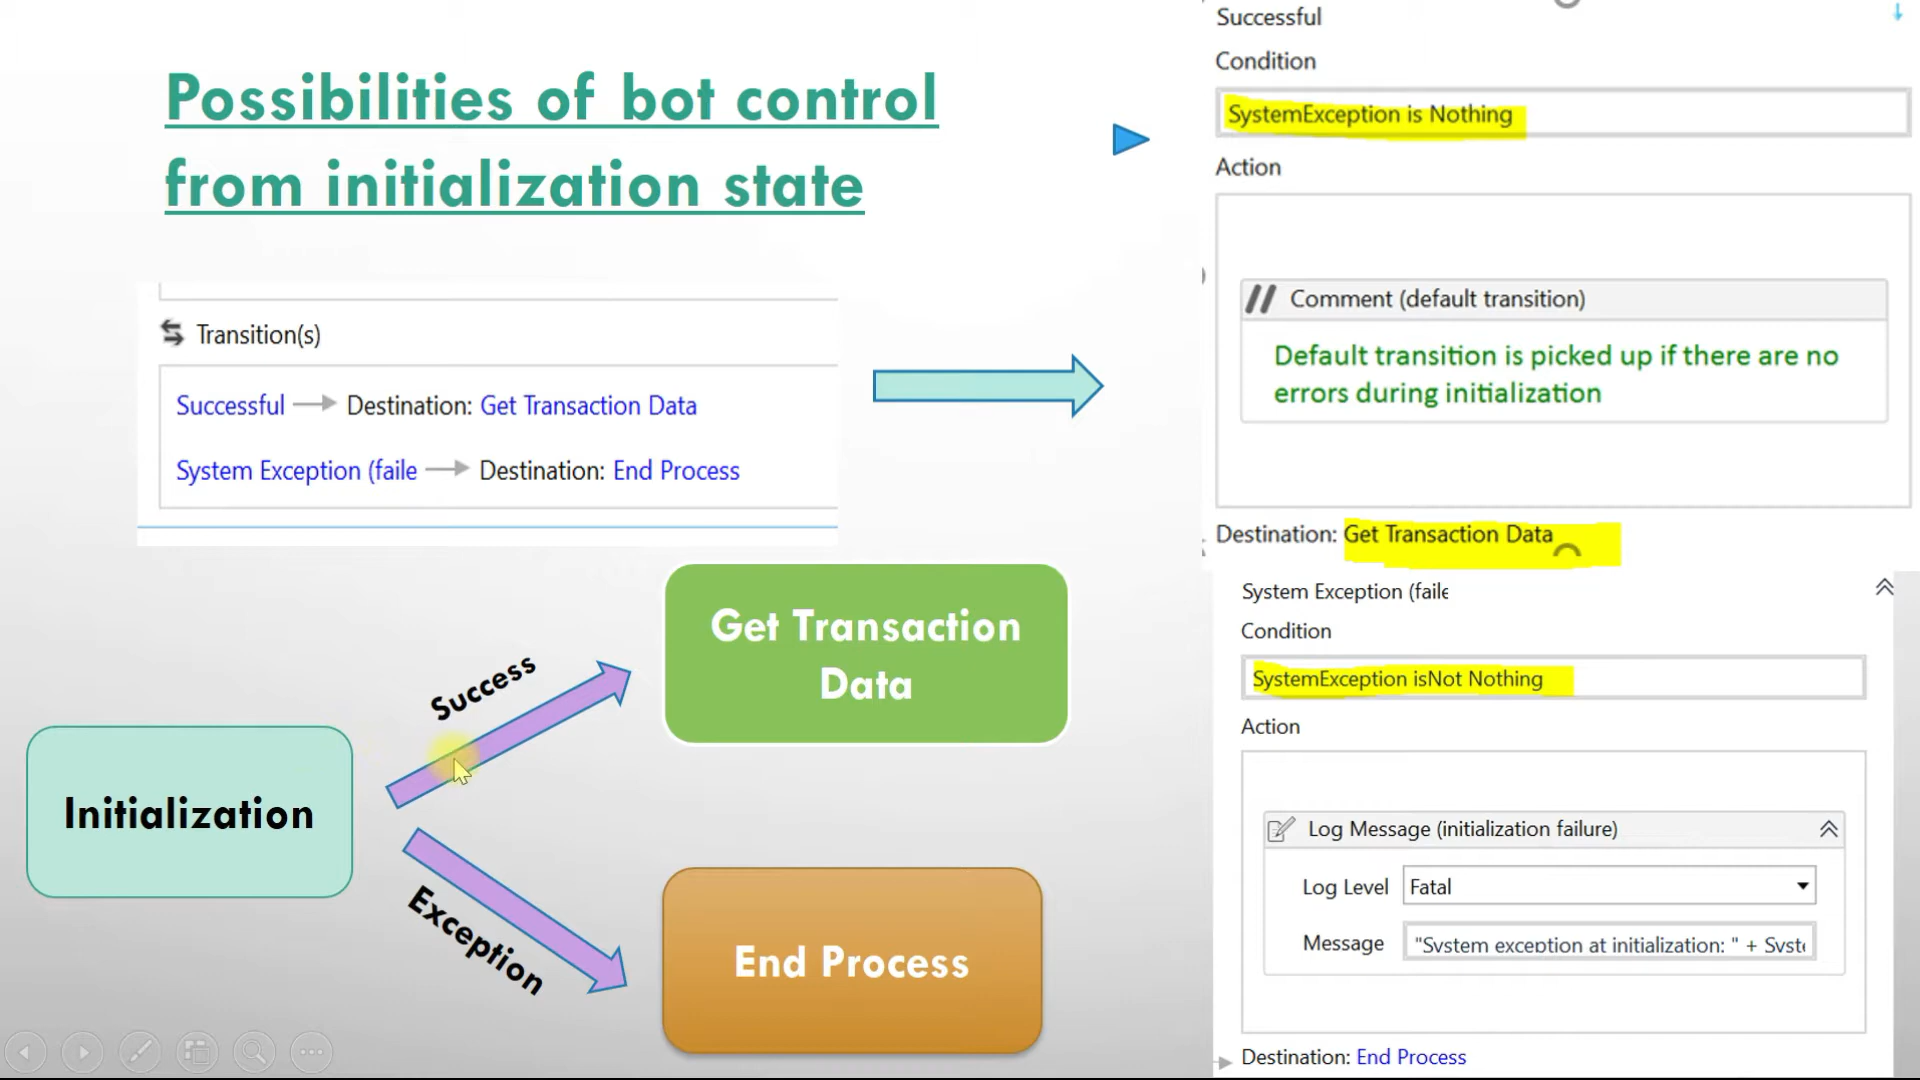 Possibilities of bot control
from initialization state
Transition(s)
Successful Destination: Get Transaction Data
System Exception (faile Destination: End Process
Success
Get Transaction
Data
Initialization
Exception
End Process
Successful
Condition
SystemException is Nothing
Action
// Comment (default transition)
Default transition is picked up if there are no
errors during initialization
Destination: Get Transaction Data
System Exception (faile
Condition
SystemException isNot Nothing
Action
Log Message (initialization failure)
Log Level Fatal
Message "System exception at initialization: " + Syste
Destination: End Process